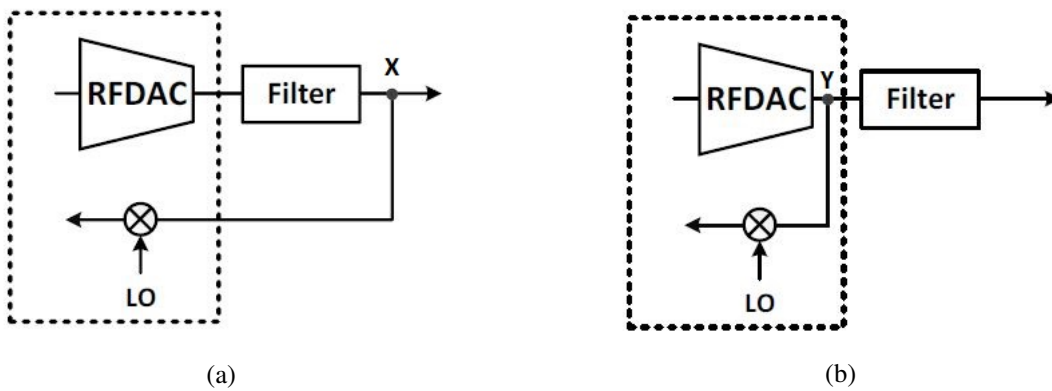 X
RFDAC
Filter
LO
(a)
Y
RFDAC
Filter
LO
(b)